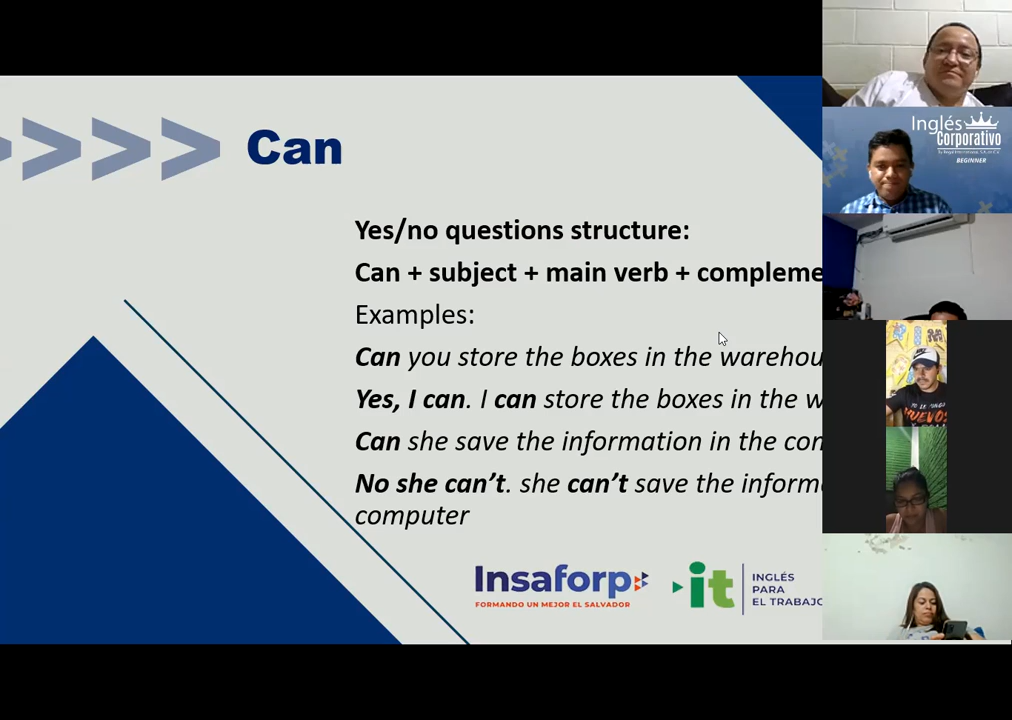 >>>> Can
Yes/no questions structure:
Can + subject + main verb + compleme
Examples:
Can you store the boxes in the warehou
Yes, I can. I can store the boxes in the w
Can she save the information in the con
No she can't. she can't save the inform
computer
Insaforp
FORMANDO UN MEJOR EL SALVADOR
it
INGLÉS
PARA
EL TRABAJO
Inglés
Corporativo
BEGINNER
HUEVOS